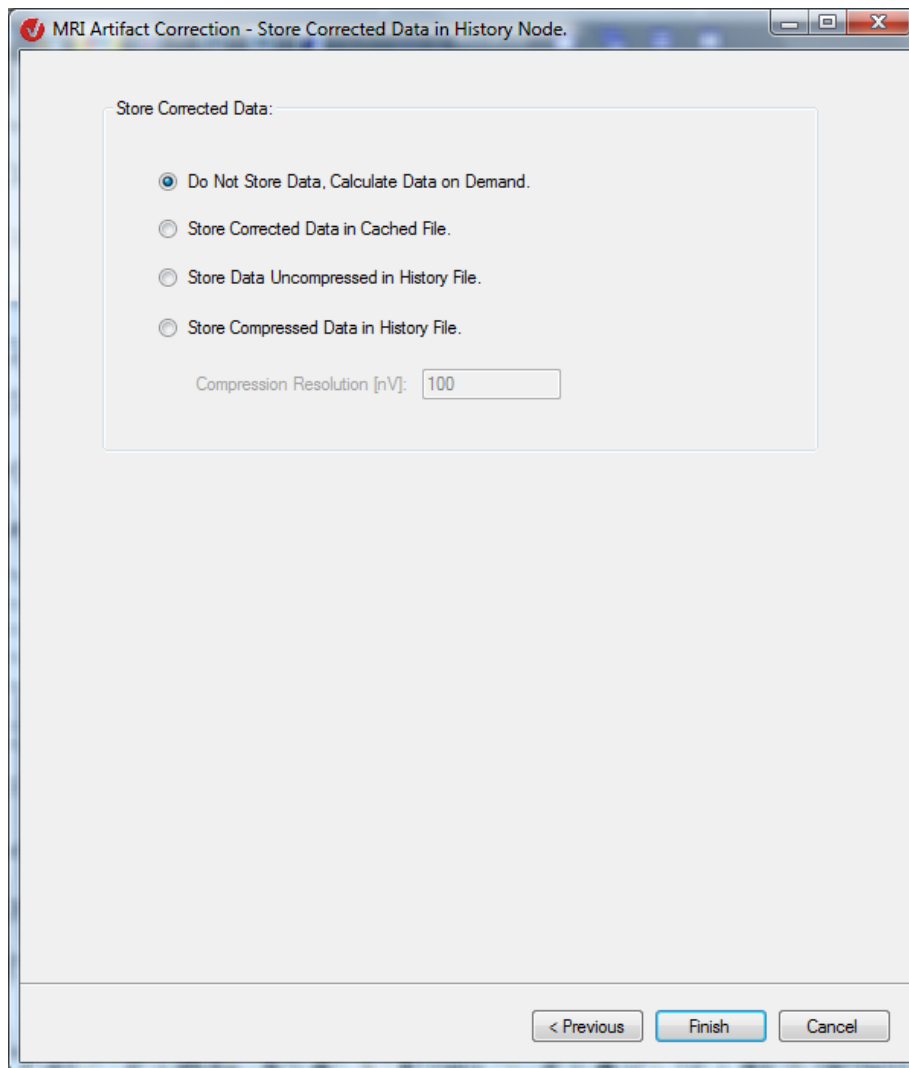 MRI Artifact Correction - Store Corrected Data in History Node.
Store Corrected Data:
Do Not Store Data, Calculate Data on Demand.
Store Corrected Data in Cached File.
Store Data Uncompressed in History File.
Store Compressed Data in History File.
Compression Resolution [nV]: 100
< Previous Finish Cancel